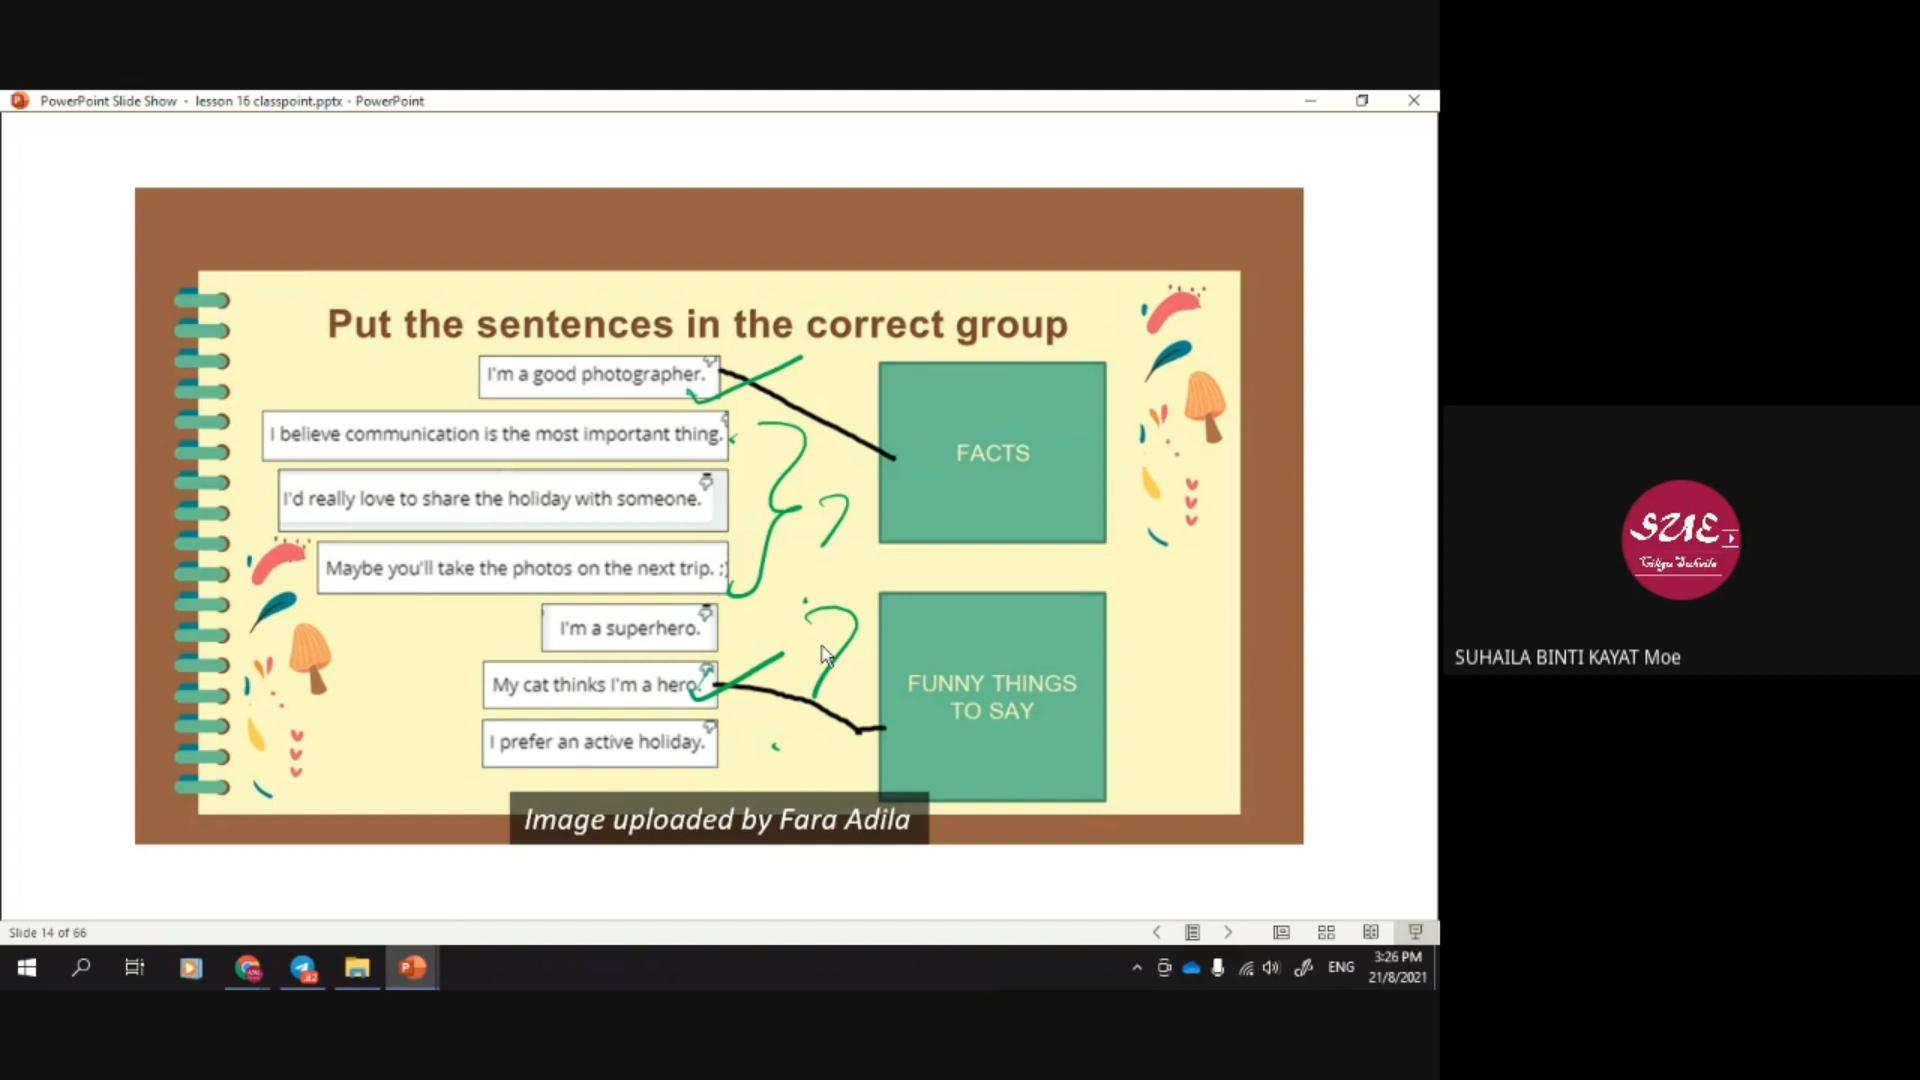 PowerPoint Slide Show - lesson 16 classpoint.pptx - PowerPoint
Put the sentences in the correct group
I'm a good photographer.
I believe communication is the most important thing.
I'd really love to share the holiday with someone.
Maybe you'll take the photos on the next trip. ;)
I'm a superhero.
My cat thinks I'm a hero.
I prefer an active holiday.
FACTS
FUNNY THINGS
TO SAY
?
?
Image uploaded by Fara Adila
SUHAILA BINTI KAYAT Moe
Slide 14 of 66
ENG
3:26 PM
21/8/2021